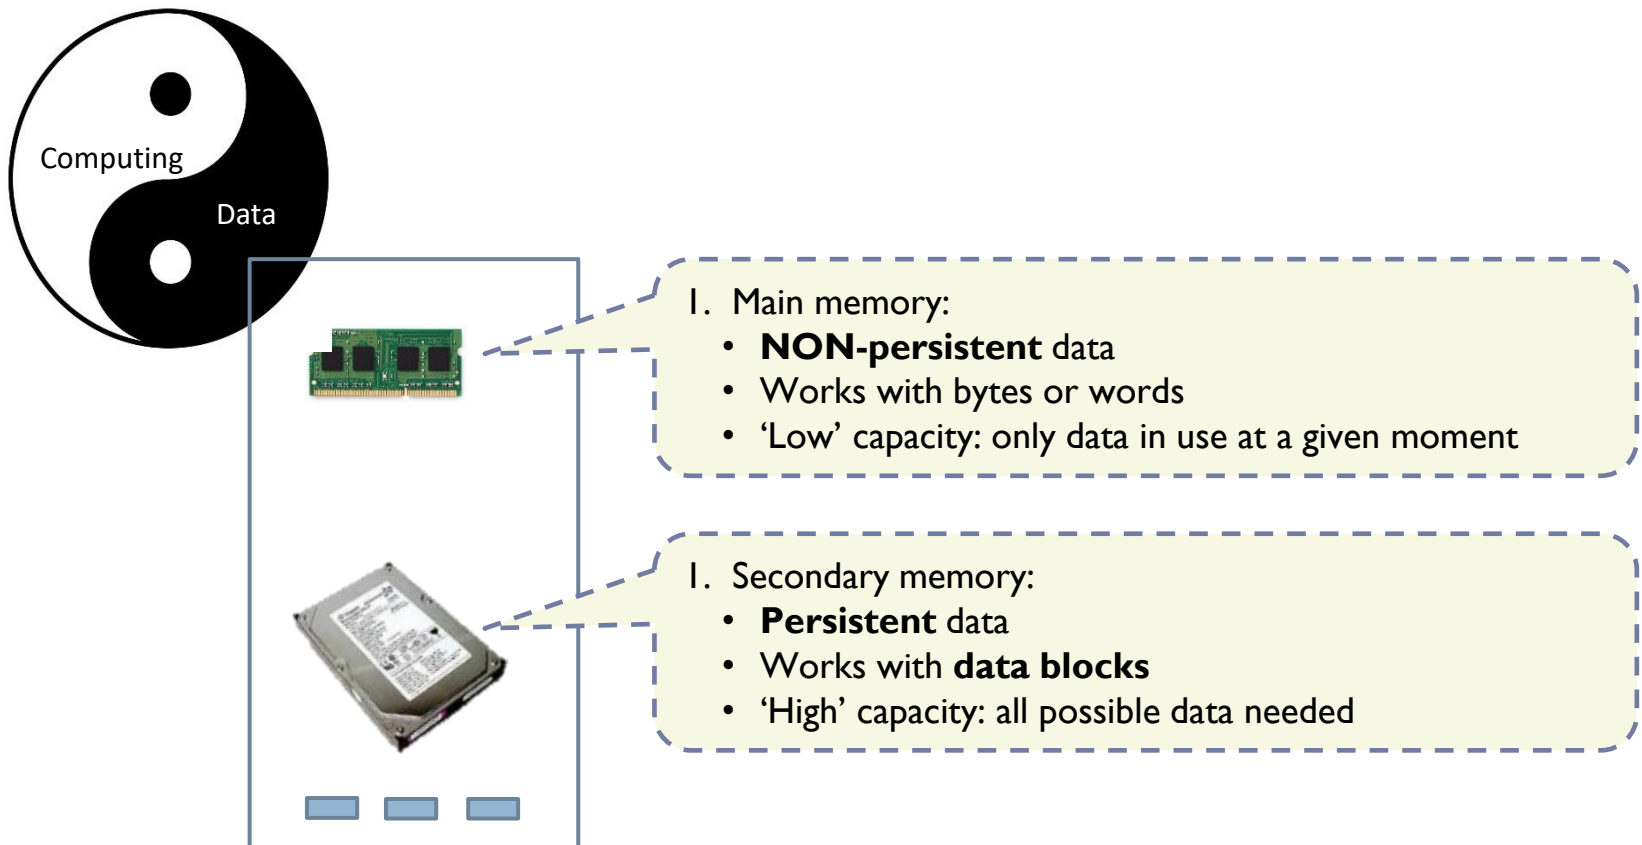 Computing
Data
1. Main memory:
• NON-persistent data
• Works with bytes or words
• ‘Low’ capacity: only data in use at a given moment
1. Secondary memory:
• Persistent data
• Works with data blocks
• ‘High’ capacity: all possible data needed